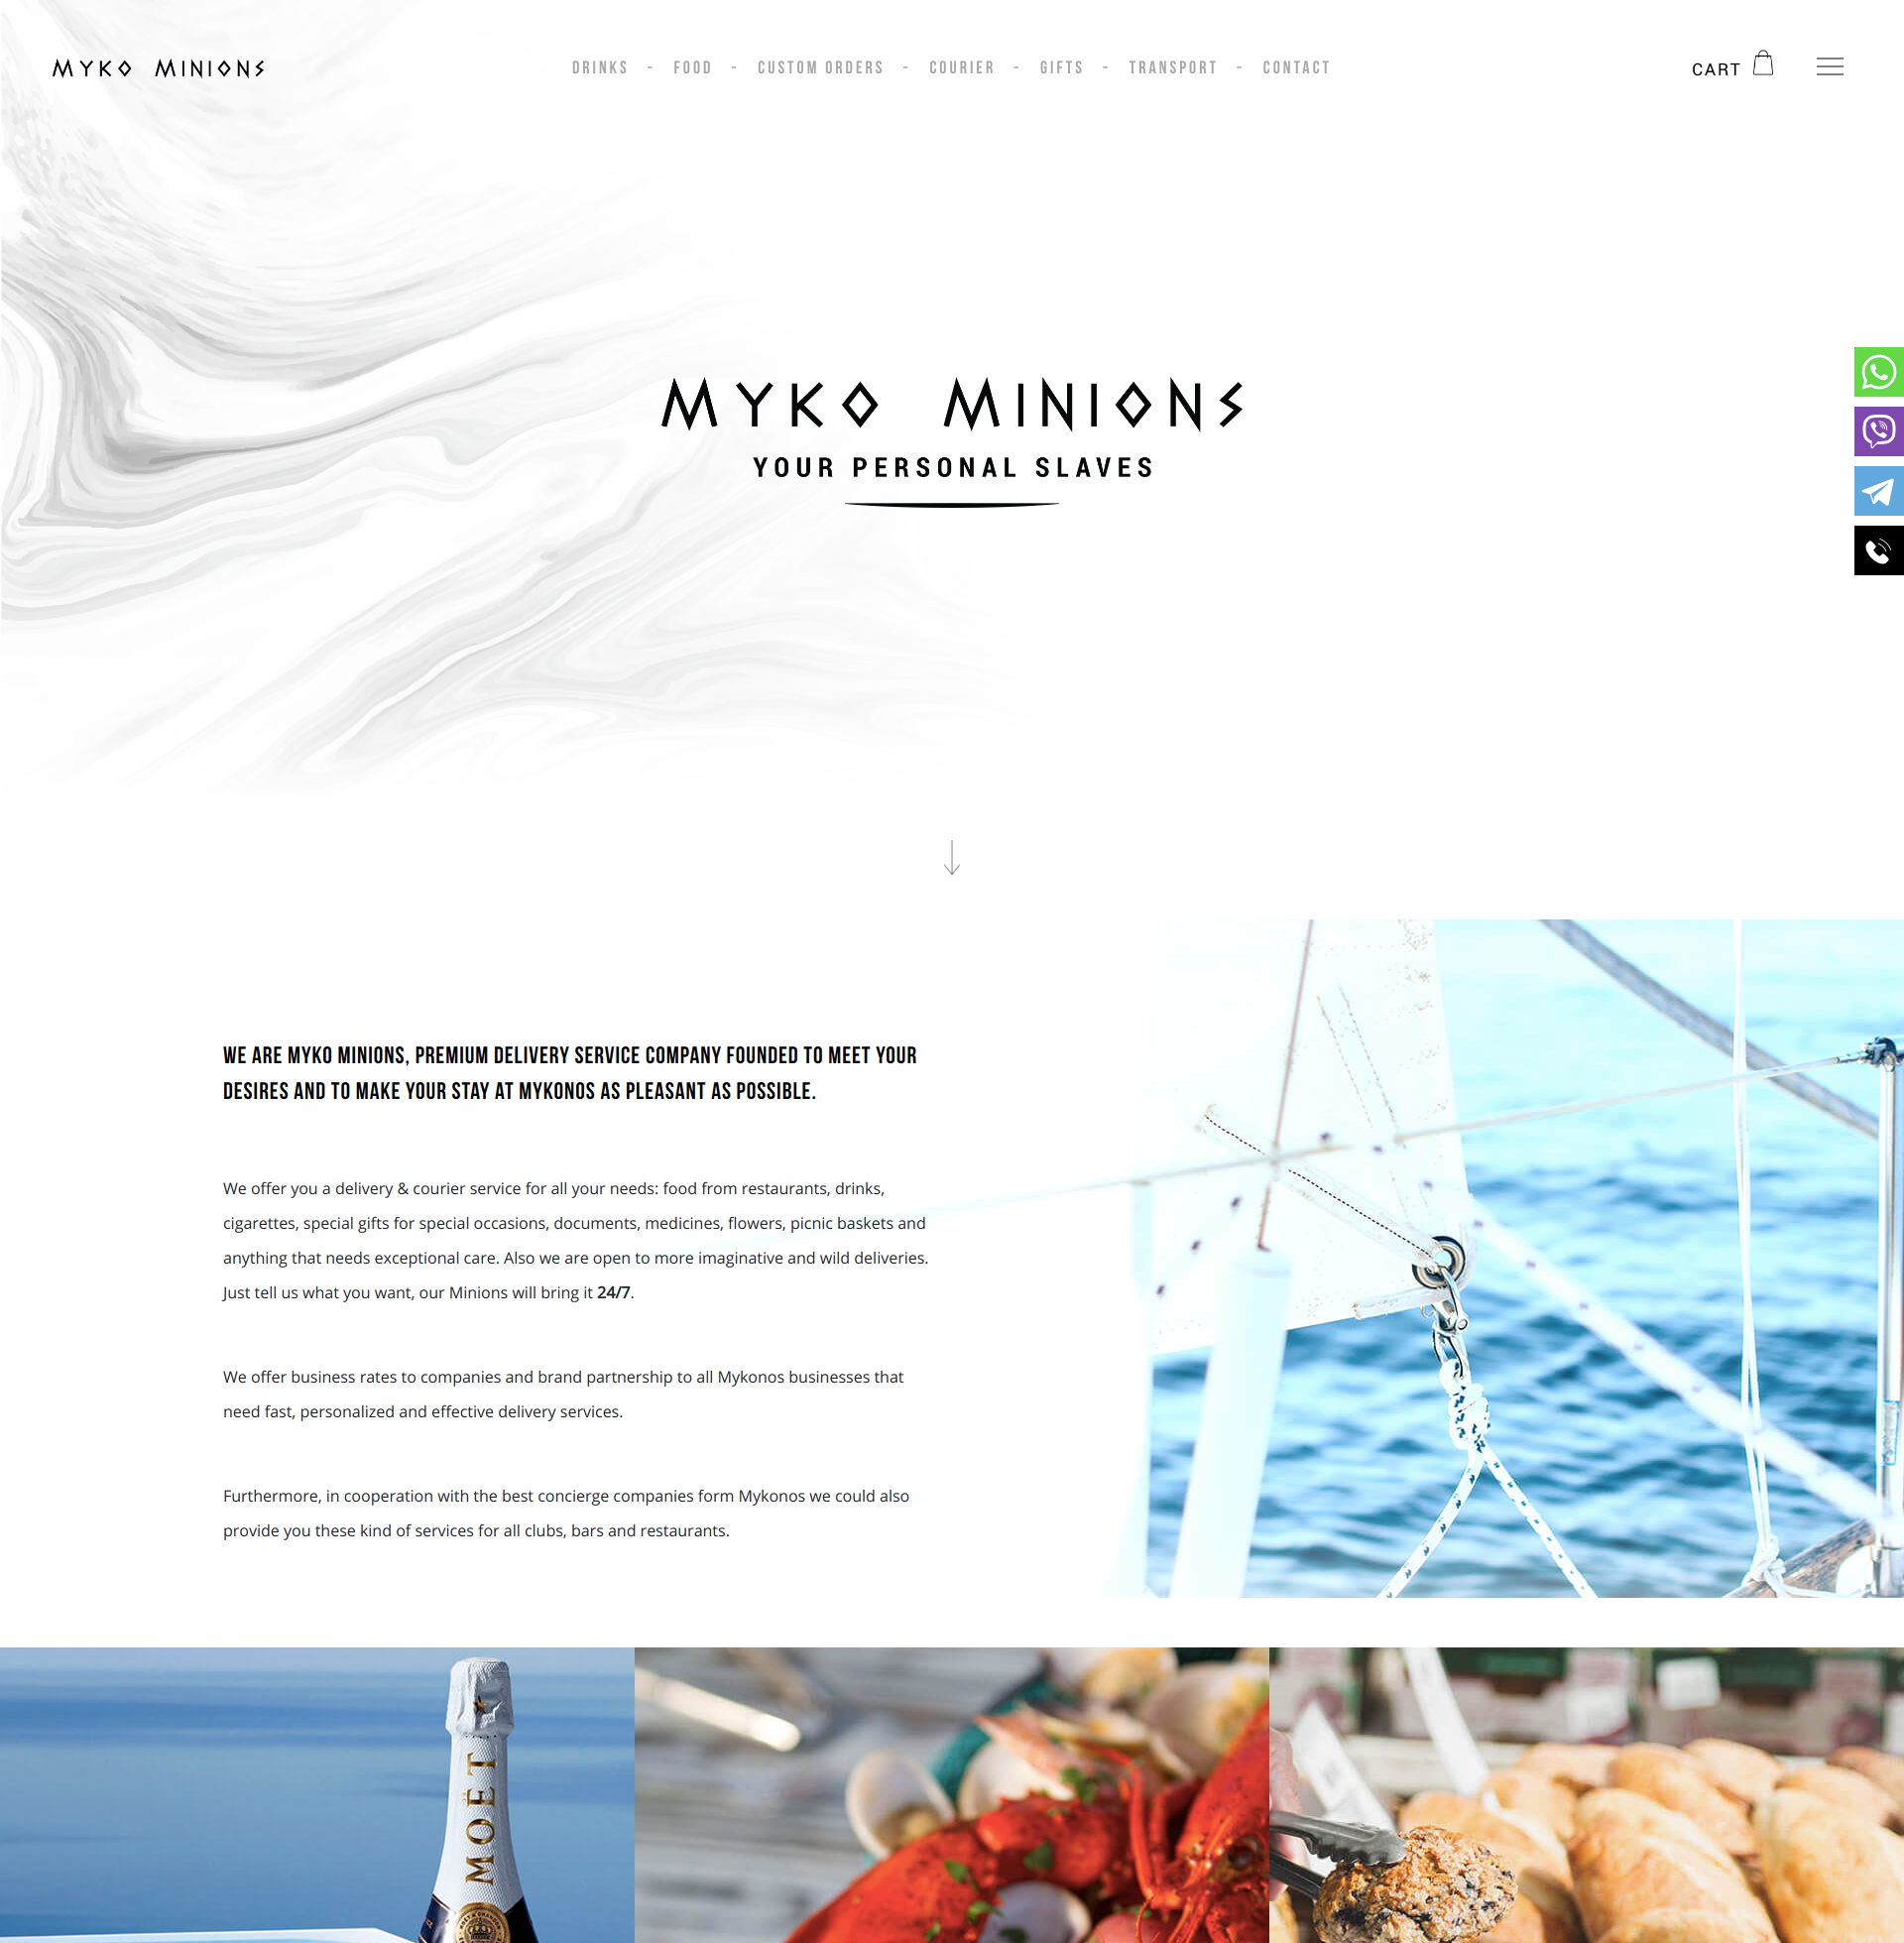 MYKO MINIONS
DRINKS - FOOD - CUSTOM ORDERS - COURIER - GIFTS - TRANSPORT - CONTACT
CART
MYKO MINIONS
YOUR PERSONAL SLAVES
WE ARE MYKO MINIONS, PREMIUM DELIVERY SERVICE COMPANY FOUNDED TO MEET YOUR
DESIRES AND TO MAKE YOUR STAY AT MYKONOS AS PLEASANT AS POSSIBLE.
We offer you a delivery & courier service for all your needs: food from restaurants, drinks,
cigarettes, special gifts for special occasions, documents, medicines, flowers, picnic baskets and
anything that needs exceptional care. Also we are open to more imaginative and wild deliveries.
Just tell us what you want, our Minions will bring it 24/7.
We offer business rates to companies and brand partnership to all Mykonos businesses that
need fast, personalized and effective delivery services.
Furthermore, in cooperation with the best concierge companies form Mykonos we could also
provide you these kind of services for all clubs, bars and restaurants.
MOËT